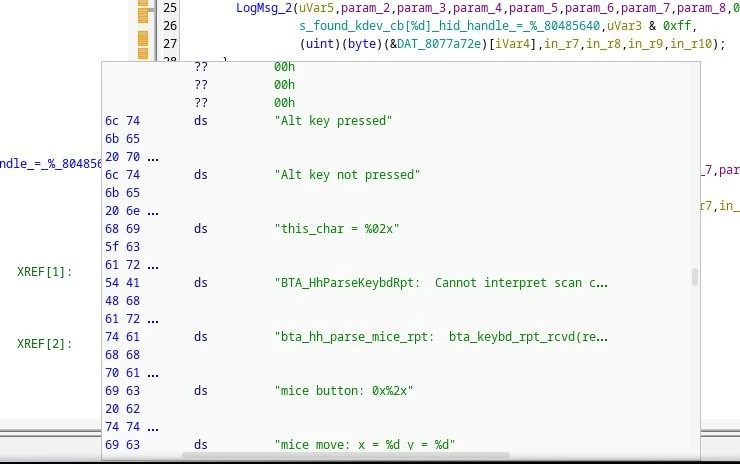 25 LogMsg_2(uVar5,param_2,param_3,param_4,param_5,param_6,param_7,param_8,0
26 s_found_kdev_cb[%d]_hid_handle_=_%_80485640,uVar3 & 0xff,
27 (uint)(byte)(&DAT_8077a72e)[iVar4],in_r7,in_r8,in_r9,in_r10);
28 }
?? 00h
?? 00h
?? 00h
6c 74 ds "Alt key pressed"
6b 65
20 70 ...
ndle_=_%_804856
_7,par
6c 74 ds "Alt key not pressed"
6b 65
20 6e ...
r7,in_
68 69 ds "this_char = %02x"
5f 63
61 72 ...
XREF[1]:
54 41 ds "BTA_HhParseKeybdRpt:  Cannot interpret scan c...
48 68
61 72 ...
74 61 ds "bta_hh_parse_mice_rpt:  bta_keybd_rpt_rcvd(re...
XREF[2]:
68 68
70 61 ...
69 63 ds "mice button: 0x%2x"
20 62
74 74 ...
69 63 ds "mice move: x = %d y = %d"